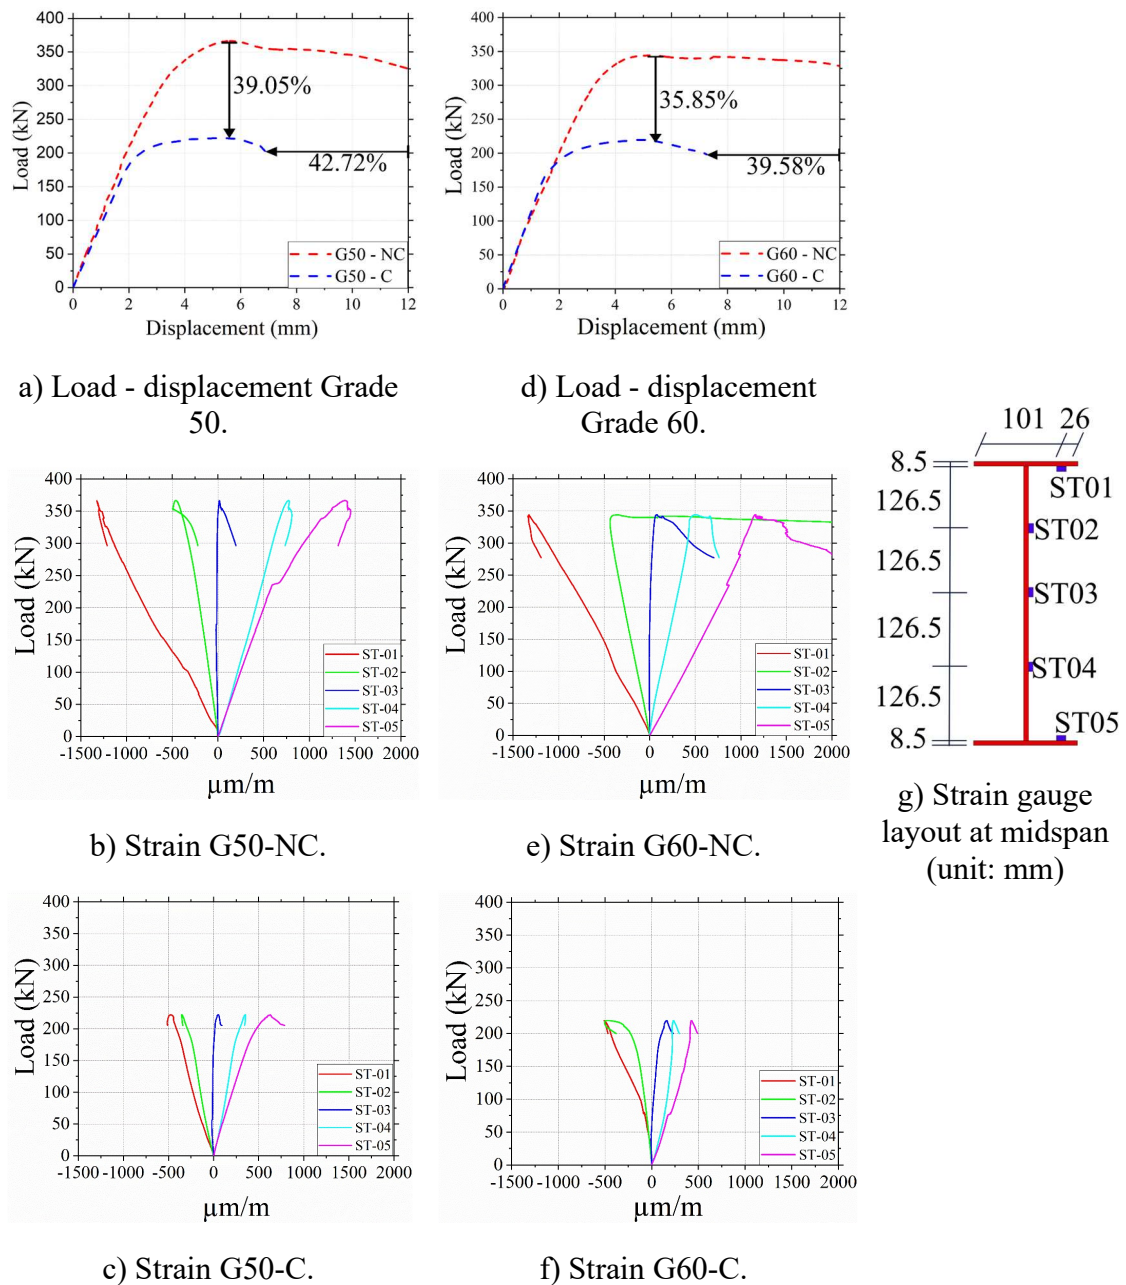 400
350
300
250
200
150
100
50
0
Load (kN)
39.05%
42.72%
G50 - NC
G50 - C
0 2 4 6 8 10 12
Displacement (mm)
a) Load - displacement Grade
50.
400
350
300
250
200
150
100
50
0
Load (kN)
35.85%
39.58%
G60 - NC
G60 - C
0 2 4 6 8 10 12
Displacement (mm)
d) Load - displacement
Grade 60.
400
350
300
250
200
150
100
50
0
Load (kN)
ST-01
ST-02
ST-03
ST-04
ST-05
-1500 -1000 -500 0 500 1000 1500 2000
µm/m
b) Strain G50-NC.
400
350
300
250
200
150
100
50
0
Load (kN)
ST-01
ST-02
ST-03
ST-04
ST-05
-1500 -1000 -500 0 500 1000 1500 2000
µm/m
e) Strain G60-NC.
101 26
8.5
126.5
126.5
126.5
126.5
8.5
ST01
ST02
ST03
ST04
ST05
g) Strain gauge
layout at midspan
(unit: mm)
400
350
300
250
200
150
100
50
0
Load (kN)
ST-01
ST-02
ST-03
ST-04
ST-05
-1500 -1000 -500 0 500 1000 1500 2000
µm/m
c) Strain G50-C.
400
350
300
250
200
150
100
50
0
Load (kN)
ST-01
ST-02
ST-03
ST-04
ST-05
-1500 -1000 -500 0 500 1000 1500 2000
µm/m
f) Strain G60-C.